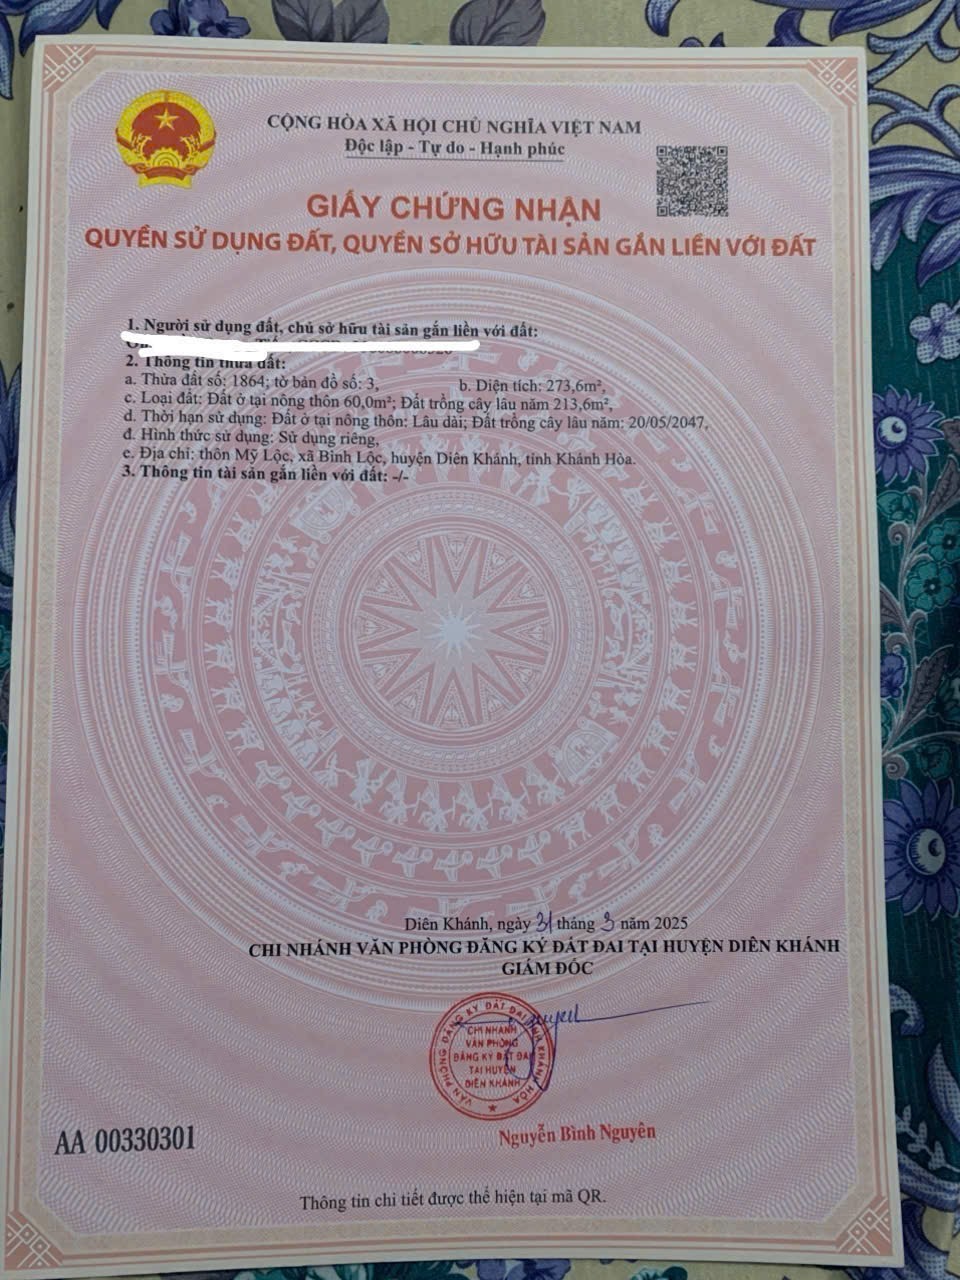 CỘNG HÒA XÃ HỘI CHỦ NGHĨA VIỆT NAM
Độc lập - Tự do - Hạnh phúc
GIẤY CHỨNG NHẬN
QUYỀN SỬ DỤNG ĐẤT, QUYỀN SỞ HỮU TÀI SẢN GẮN LIỀN VỚI ĐẤT
1. Người sử dụng đất, chủ sở hữu tài sản gắn liền với đất:
2. Thông tin thửa đất:
a. Thửa đất số: 1864; tờ bản đồ số: 3, b. Diện tích: 273,6m²,
c. Loại đất: Đất ở tại nông thôn 60,0m²; Đất trồng cây lâu năm 213,6m²,
d. Thời hạn sử dụng: Đất ở tại nông thôn: Lâu dài; Đất trồng cây lâu năm: 20/05/2047,
đ. Hình thức sử dụng: Sử dụng riêng,
e. Địa chỉ: thôn Mỹ Lộc, xã Bình Lộc, huyện Diên Khánh, tỉnh Khánh Hòa.
3. Thông tin tài sản gắn liền với đất: -/-
Diên Khánh, ngày 31 tháng 3 năm 2025
CHI NHÁNH VĂN PHÒNG ĐĂNG KÝ ĐẤT ĐAI TẠI HUYỆN DIÊN KHÁNH
GIÁM ĐỐC
VĂN PHÒNG ĐĂNG KÝ ĐẤT ĐAI KHÁNH HÒA
CHI NHÁNH
VĂN PHÒNG
ĐĂNG KÝ ĐẤT ĐAI
TẠI HUYỆN
DIÊN KHÁNH
Nguyễn Bình Nguyên
AA 00330301
Thông tin chi tiết được thể hiện tại mã QR.